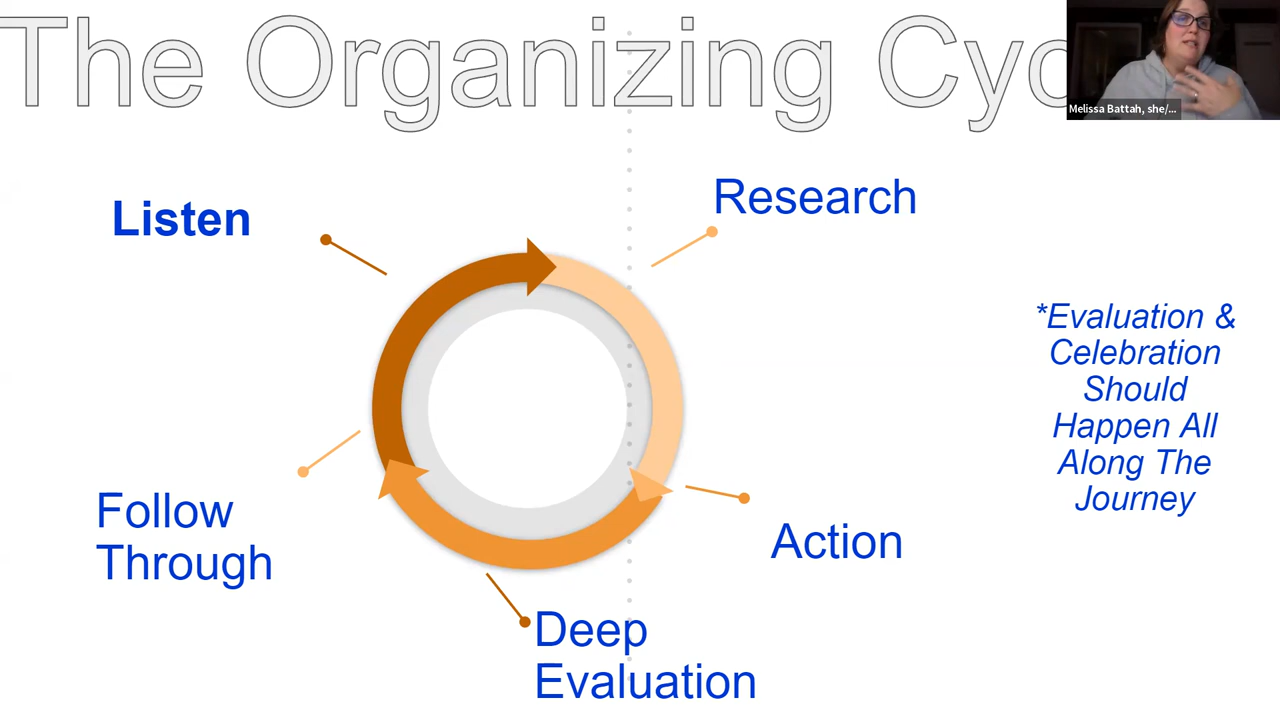 The Organizing Cyc
Melissa Battah, she/...
Listen
Research
*Evaluation &
Celebration
Should
Happen All
Along The
Journey
Follow
Through
Action
Deep
Evaluation